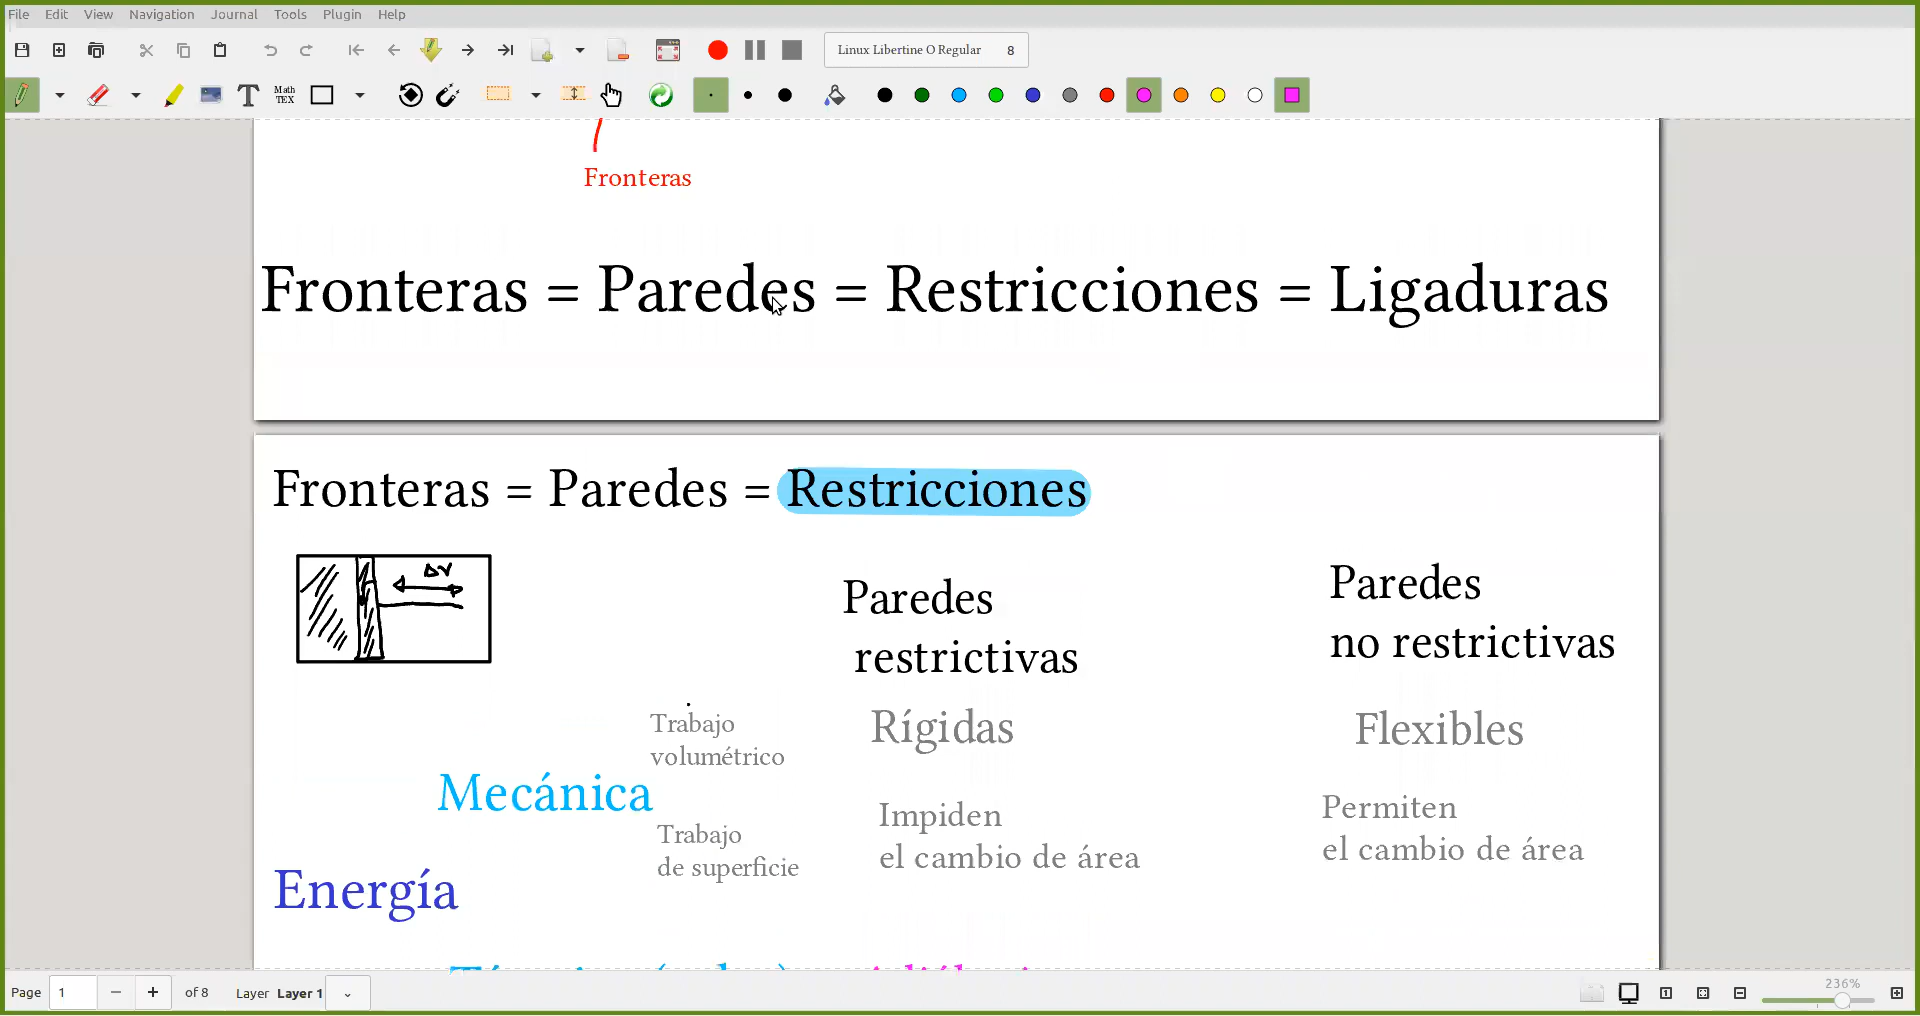 File Edit View Navigation Journal Tools Plugin Help
Linux Libertine O Regular 8
Math
TEX
Fronteras
Fronteras = Paredes = Restricciones = Ligaduras
Fronteras = Paredes = Restricciones
ΔV
Paredes
restrictivas
Paredes
no restrictivas
Trabajo
volumétrico
Rígidas
Flexibles
Mecánica
Trabajo
de superficie
Impiden
el cambio de área
Permiten
el cambio de área
Energía
Page 1 of 8 Layer Layer 1
236%